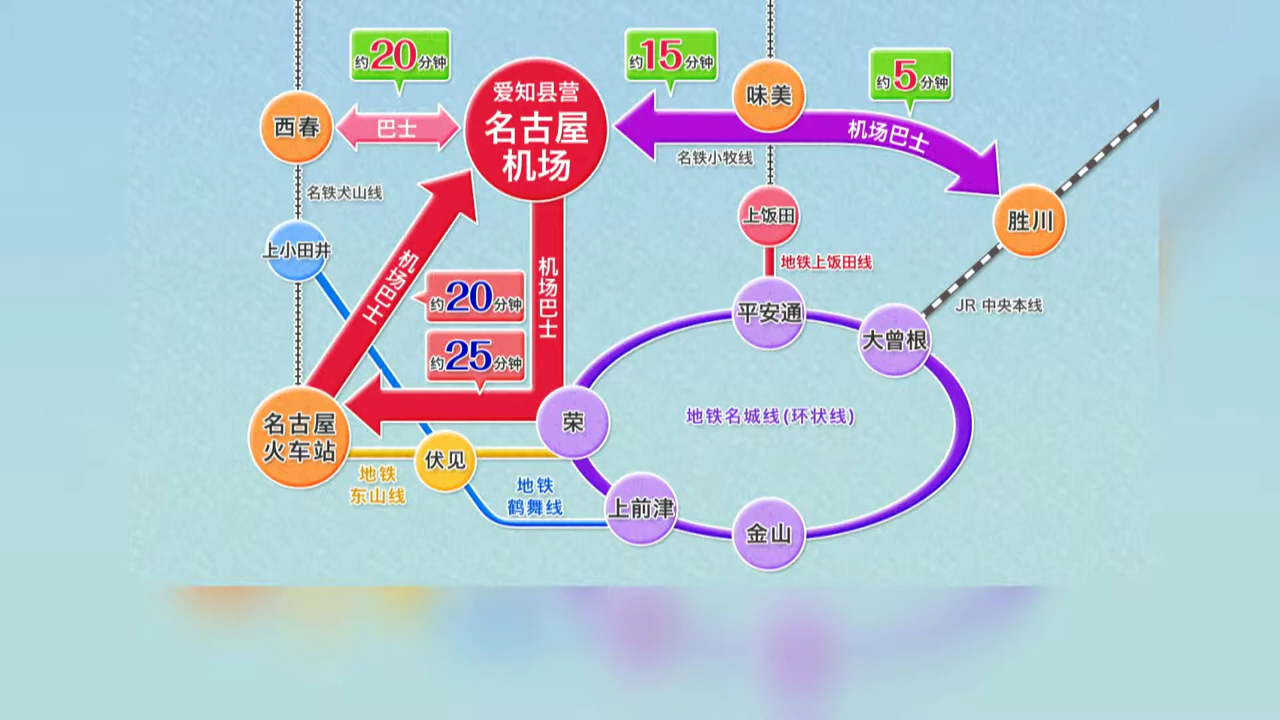 约20分钟
约15分钟
约5分钟
爱知县营
名古屋
机场
西春
巴士
味美
机场巴士
名铁小牧线
名铁犬山线
上饭田
胜川
上小田井
机场巴士
机场巴士
地铁上饭田线
约20分钟
平安通
JR 中央本线
大曾根
约25分钟
名古屋
火车站
荣
地铁名城线(环状线)
伏见
地铁
东山线
地铁
鹤舞线
上前津
金山